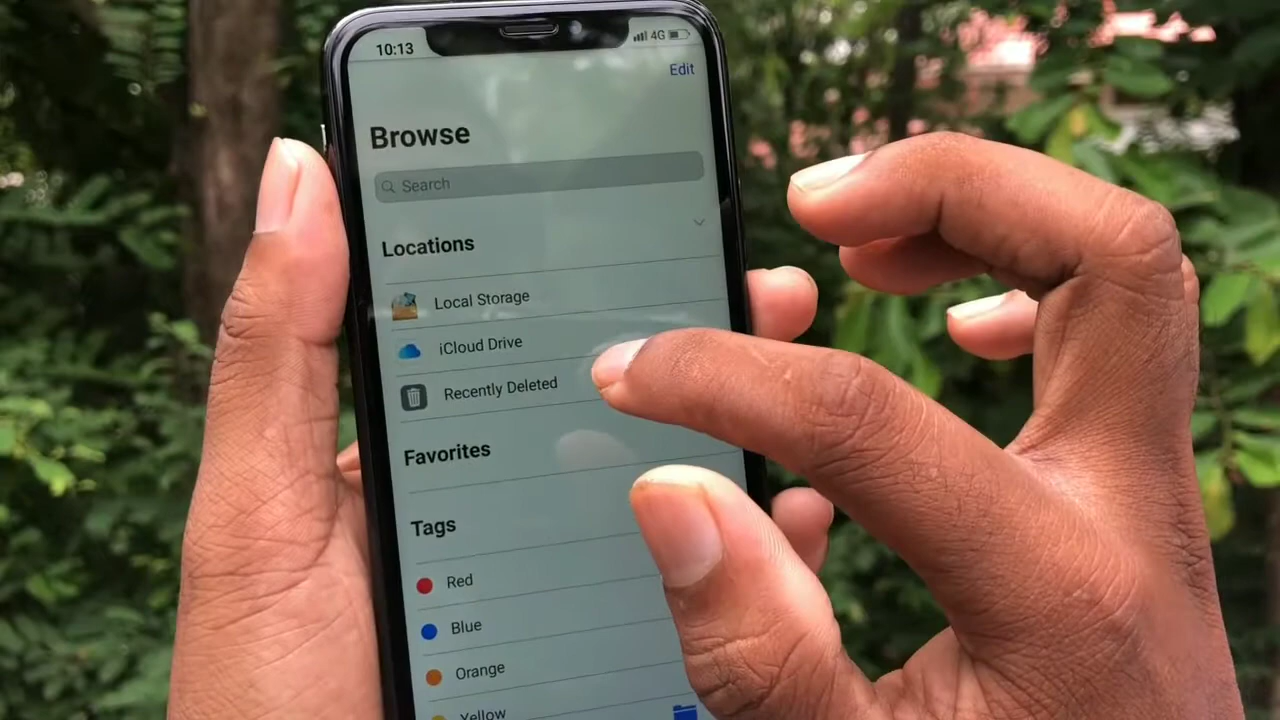 10:13
4G
Edit
Browse
Search
Locations
Local Storage
iCloud Drive
Recently Deleted
Favorites
Tags
Red
Blue
Orange
Yellow